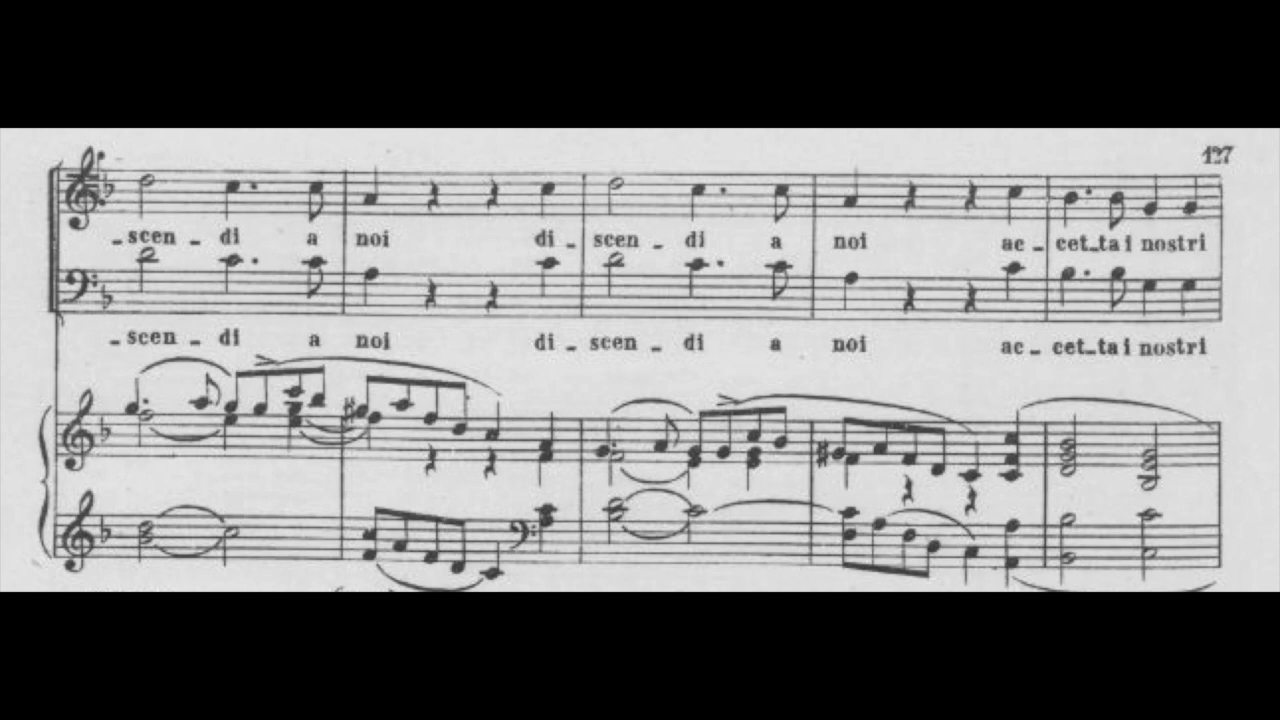 127
-scen-di a noi di-scen-di a noi ac-cet-ta i nostri
-scen-di a noi di-scen-di a noi ac-cet-ta i nostri